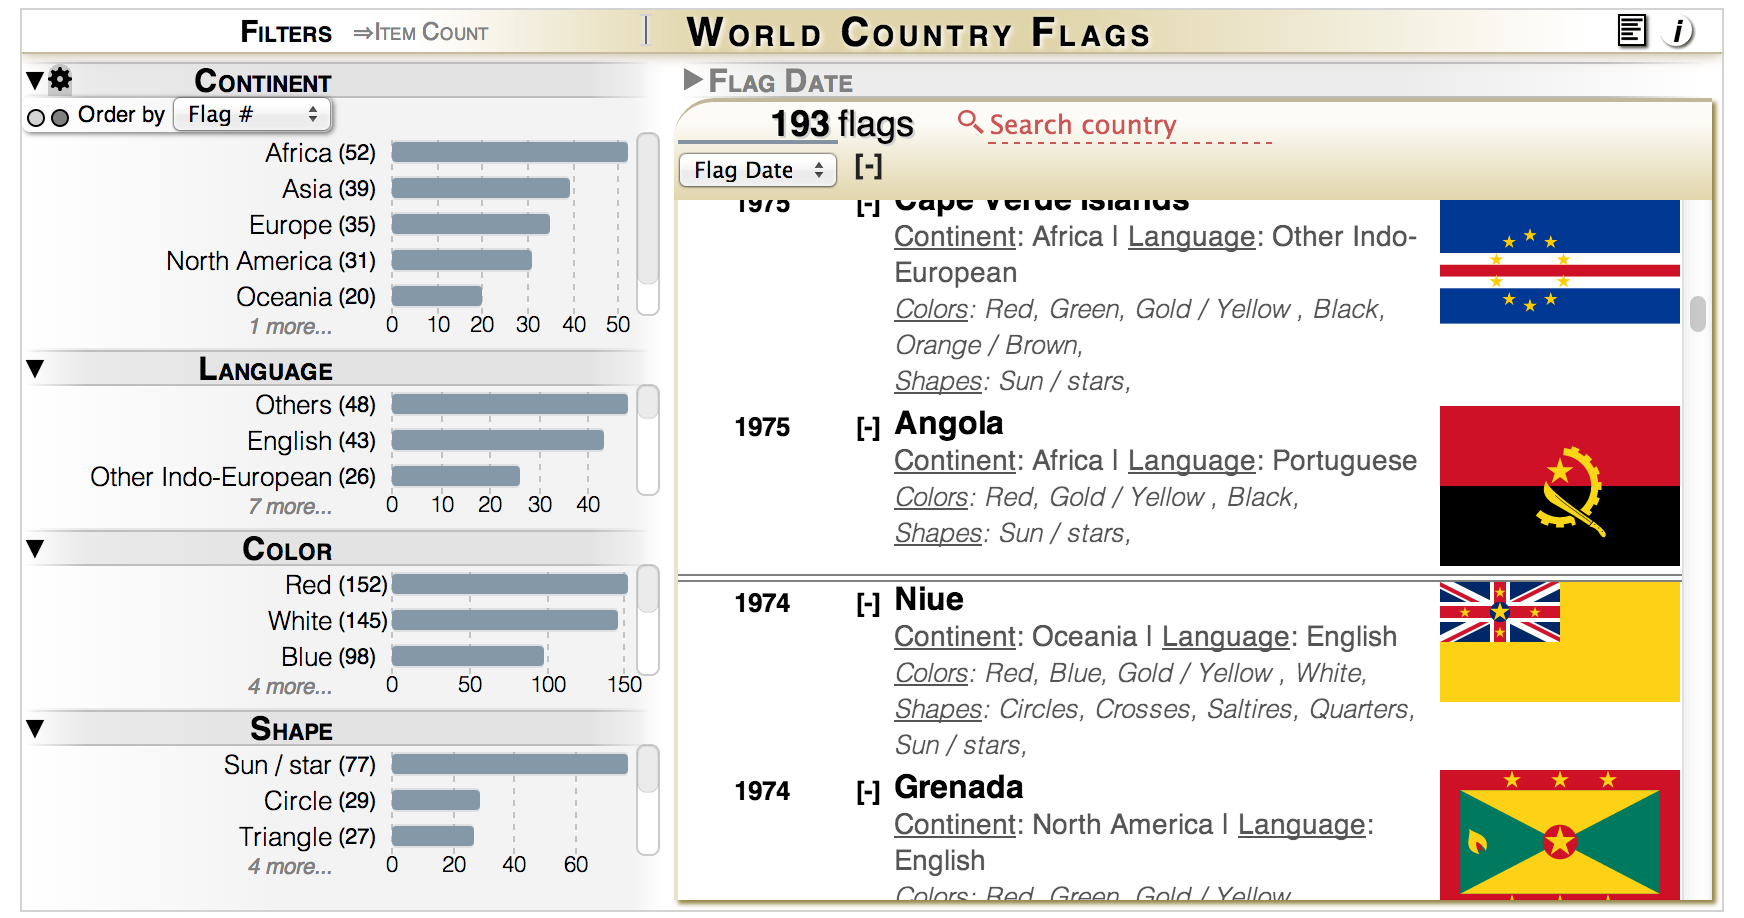 FILTERS ⇒ITEM COUNT
WORLD COUNTRY FLAGS
i
CONTINENT
Order by Flag #
Africa (52)
Asia (39)
Europe (35)
North America (31)
Oceania (20)
1 more...
0 10 20 30 40 50
LANGUAGE
Others (48)
English (43)
Other Indo-European (26)
7 more...
0 10 20 30 40
COLOR
Red (152)
White (145)
Blue (98)
4 more...
0 50 100 150
SHAPE
Sun / star (77)
Circle (29)
Triangle (27)
4 more...
0 20 40 60
FLAG DATE
193 flags Search country
Flag Date [-]
1975 [-] Cape Verde Islands
Continent: Africa | Language: Other Indo-
European
Colors: Red, Green, Gold / Yellow , Black,
Orange / Brown,
Shapes: Sun / stars,
1975 [-] Angola
Continent: Africa | Language: Portuguese
Colors: Red, Gold / Yellow , Black,
Shapes: Sun / stars,
1974 [-] Niue
Continent: Oceania | Language: English
Colors: Red, Blue, Gold / Yellow , White,
Shapes: Circles, Crosses, Saltires, Quarters,
Sun / stars,
1974 [-] Grenada
Continent: North America | Language:
English
Colors: Red, Green, Gold / Yellow